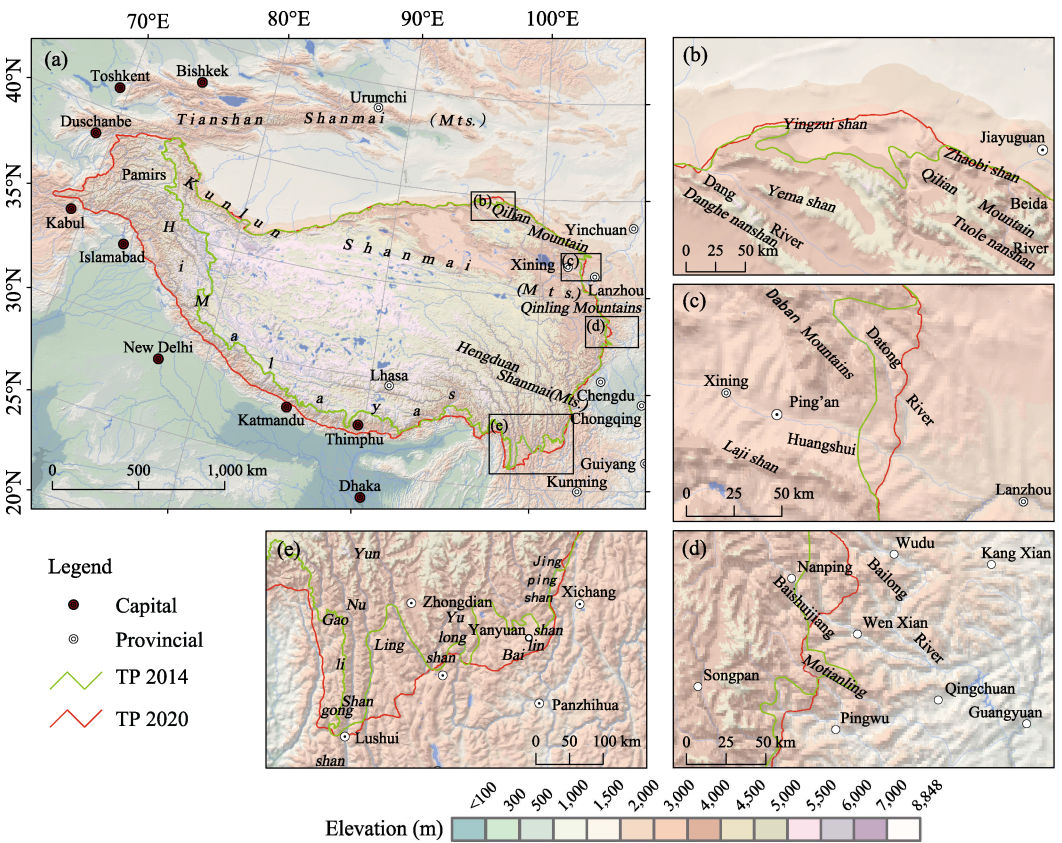 70°E
80°E
90°E
100°E
40°N
35°N
30°N
25°N
20°N
(a)
Toshkent
Bishkek
Urumchi
Duschanbe
Tianshan Shanmai (Mts.)
Pamirs
Kunlun
Shanmai
(Mts.)
(b)
Qilian
Mountain
Yinchuan
Kabul
Islamabad
Xining
(c)
Lanzhou
Qinling Mountains
(d)
HiMalayas
New Delhi
Lhasa
Hengduan
Shanmai(Mts.)
Chengdu
Chongqing
Katmandu
Thimphu
(e)
Guiyang
Kunming
Dhaka
0 500 1,000 km
(b)
Yingzui shan
Jiayuguan
Zhaobi shan
Dang
River
Danghe nanshan
Yema shan
Qilian
Mountain
Beida
River
Tuole nanshan
0 25 50 km
(c)
Daban
Mountains
Datong
River
Xining
Ping'an
Huangshui
Laji shan
Lanzhou
0 25 50 km
Legend
Capital
Provincial
TP 2014
TP 2020
(e)
Yun
Ling
Nu
Shan
Gao
li
gong
shan
Zhongdian
Yu
long
shan
Jing
ping
shan
Xichang
Yanyuan
shan
lin
Bai
Panzhihua
Lushui
0 50 100 km
(d)
Wudu
Kang Xian
Nanping
Bailong
River
Baishuijiang
Wen Xian
Motianling
Songpan
Qingchuan
Guangyuan
Pingwu
0 25 50 km
Elevation (m)
<100
300
500
1,000
1,500
2,000
3,000
4,000
4,500
5,000
5,500
6,000
7,000
8,848